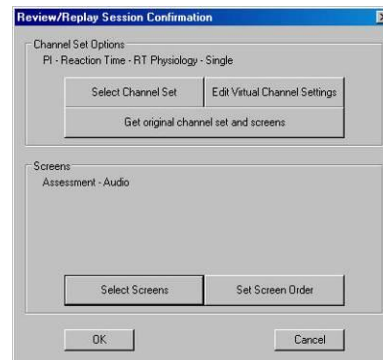 Review/Replay Session Confirmation
Channel Set Options
PI - Reaction Time - RT Physiology - Single
Select Channel Set
Edit Virtual Channel Settings
Get original channel set and screens
Screens
Assessment - Audio
Select Screens
Set Screen Order
OK
Cancel